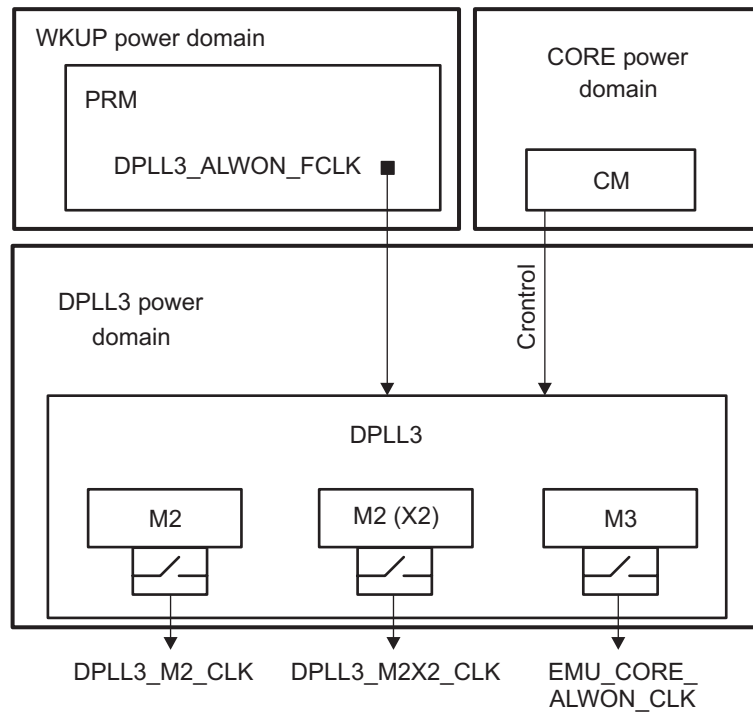 WKUP power domain
PRM
DPLL3_ALWON_FCLK
CORE power
domain
CM
DPLL3 power
domain
Crontrol
DPLL3
M2
M2 (X2)
M3
DPLL3_M2_CLK
DPLL3_M2X2_CLK
EMU_CORE_
ALWON_CLK